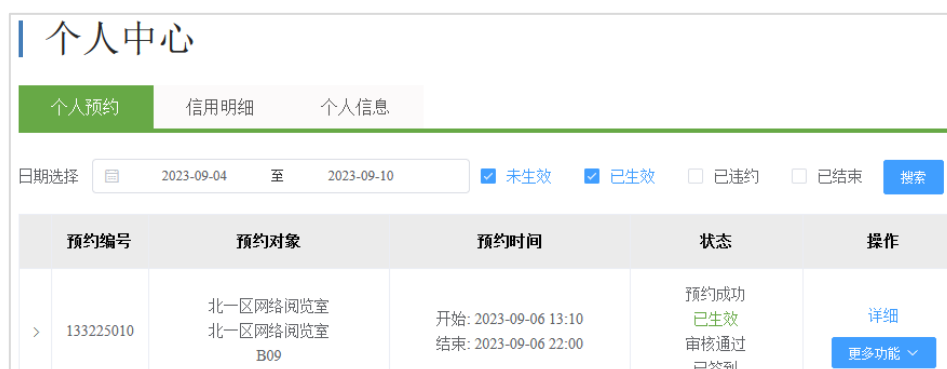 个人中心
个人预约 信用明细 个人信息
日期选择 2023-09-04 至 2023-09-10 未生效 已生效 已违约 已结束 搜索
预约编号 预约对象 预约时间 状态 操作
预约成功
北一区网络阅览室 开始: 2023-09-06 13:10 已生效 详细
133225010 北一区网络阅览室
B09 结束: 2023-09-06 22:00 审核通过 更多功能
已签到